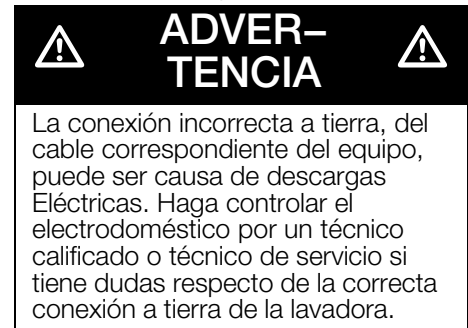 ADVER–
TENCIA
La conexión incorrecta a tierra, del
cable correspondiente del equipo,
puede ser causa de descargas
Eléctricas. Haga controlar el
electrodoméstico por un técnico
calificado o técnico de servicio si
tiene dudas respecto de la correcta
conexión a tierra de la lavadora.